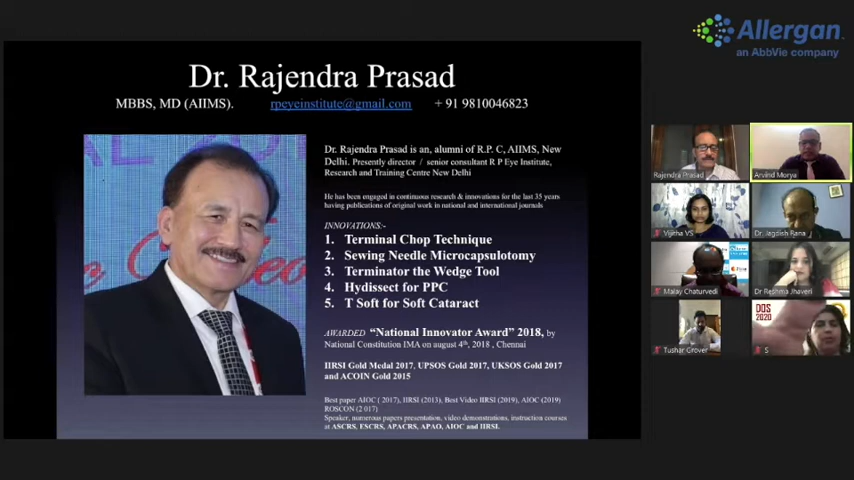 Allergan
an AbbVie company
Dr. Rajendra Prasad
MBBS, MD (AIIMS). rpeyeinstitute@gmail.com + 91 9810046823
Dr. Rajendra Prasad is an, alumni of R.P. C, AIIMS, New
Delhi. Presently director / senior consultant R P Eye Institute,
Research and Training Centre New Delhi
He has been engaged in continuous research & innovations for the last 35 years
having publications of original work in national and international journals
INNOVATIONS:-
1. Terminal Chop Technique
2. Sewing Needle Microcapsulotomy
3. Terminator the Wedge Tool
4. Hydissect for PPC
5. T Soft for Soft Cataract
AWARDED "National Innovator Award" 2018, by
National Constitution IMA on august 4th, 2018 , Chennai
IIRSI Gold Medal 2017, UPSOS Gold 2017, UKSOS Gold 2017
and ACOIN Gold 2015
Best paper AIOC ( 2017), IIRSI (2013), Best Video IIRSI (2019), AIOC (2019)
ROSCON (2 017)
Speaker, numerous papers presentation, video demonstrations, instruction courses
at ASCRS, ESCRS, APACRS, APAO, AIOC and IIRSI.
Rajendra Prasad
Arvind Morya
Vijitha VS
Dr. Jagdish Rana
Malay Chaturvedi
Dr Reshma Jhaveri
Tushar Grover
DOS
2020
S